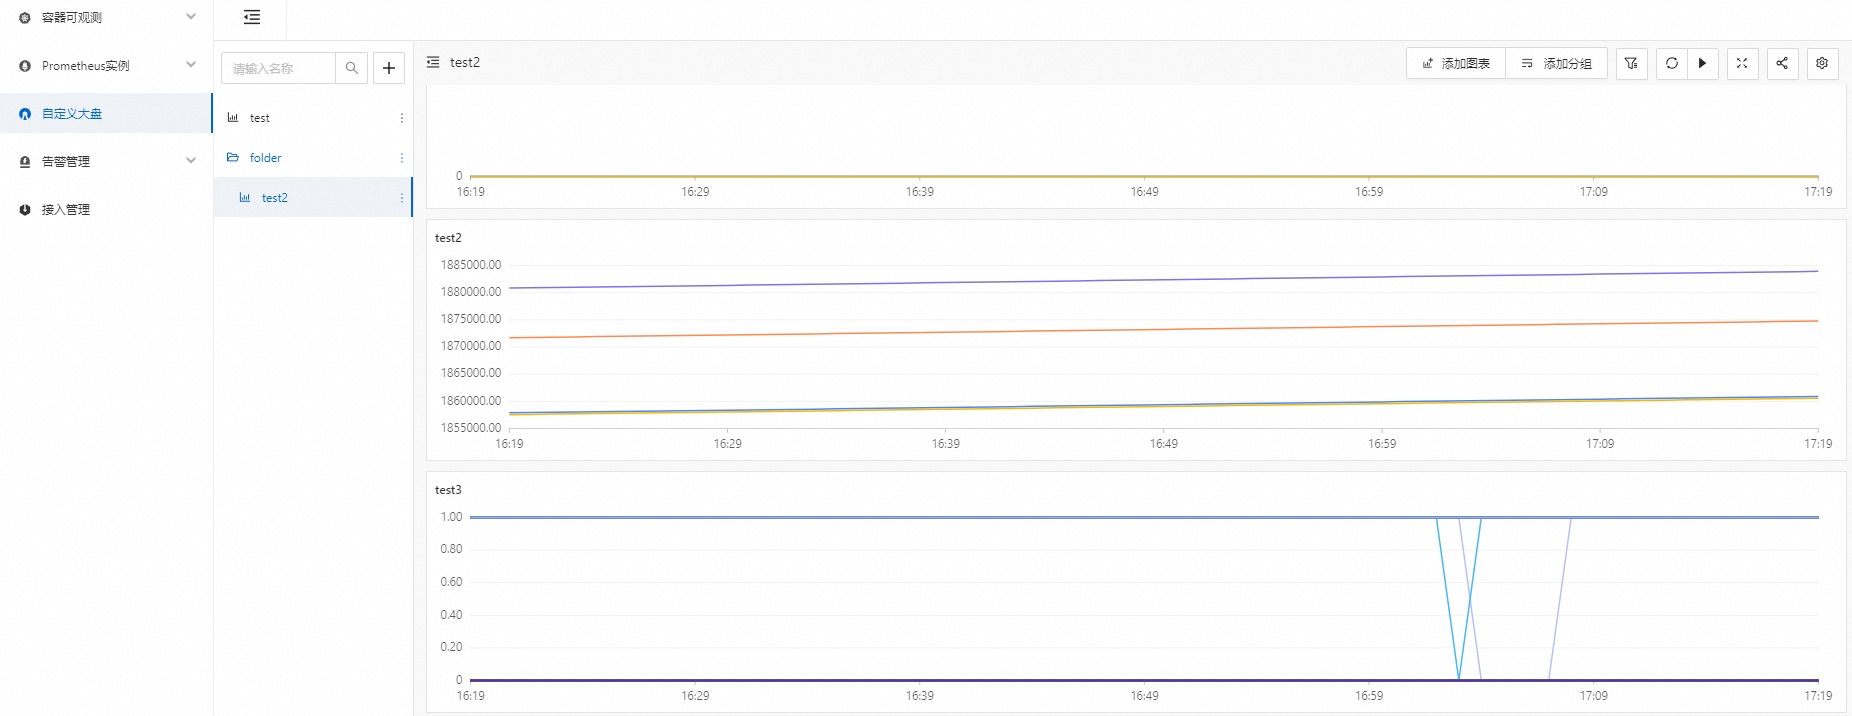 容器可观测
Prometheus实例
自定义大盘
告警管理
接入管理
请输入名称
test
folder
test2
test2
添加图表
添加分组
0
16:19 16:29 16:39 16:49 16:59 17:09 17:19
test2
1885000.00
1880000.00
1875000.00
1870000.00
1865000.00
1860000.00
1855000.00
16:19 16:29 16:39 16:49 16:59 17:09 17:19
test3
1.00
0.80
0.60
0.40
0.20
0
16:19 16:29 16:39 16:49 16:59 17:09 17:19